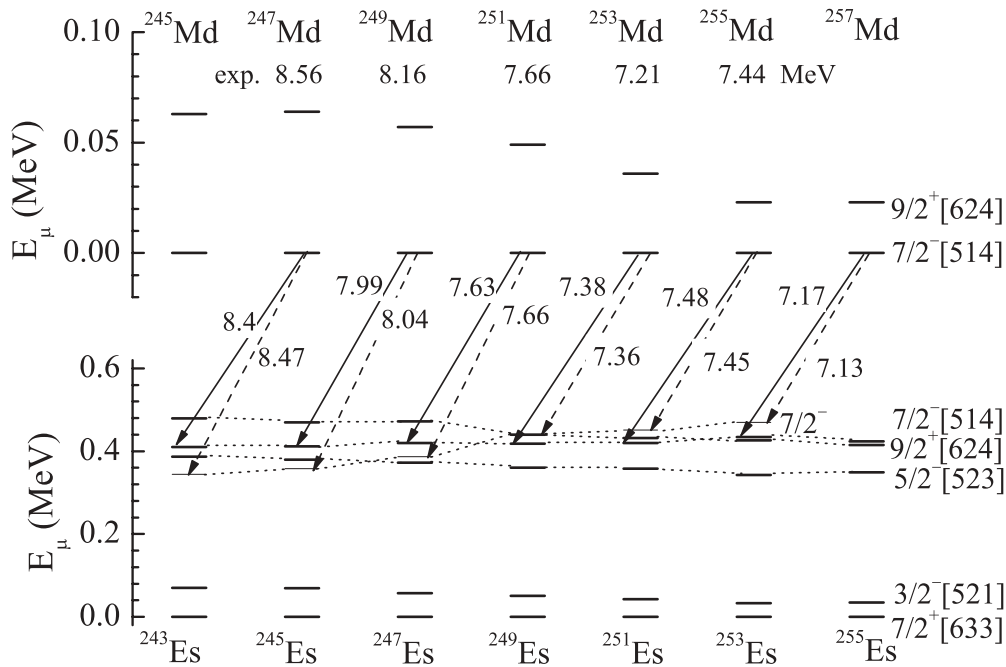 ²⁴⁵Md ²⁴⁷Md ²⁴⁹Md ²⁵¹Md ²⁵³Md ²⁵⁵Md ²⁵⁷Md
0.10
exp. 8.56 8.16 7.66 7.21 7.44 MeV
0.05
0.00
E_μ (MeV)
9/2⁺[624]
7/2⁻[514]
8.4 7.99 7.63 7.38 7.48 7.17
8.47 8.04 7.66 7.36 7.45 7.13
0.6
0.4
0.2
0.0
E_μ (MeV)
7/2⁻
7/2⁻[514]
9/2⁺[624]
5/2⁻[523]
3/2⁻[521]
7/2⁺[633]
²⁴³Es ²⁴⁵Es ²⁴⁷Es ²⁴⁹Es ²⁵¹Es ²⁵³Es ²⁵⁵Es